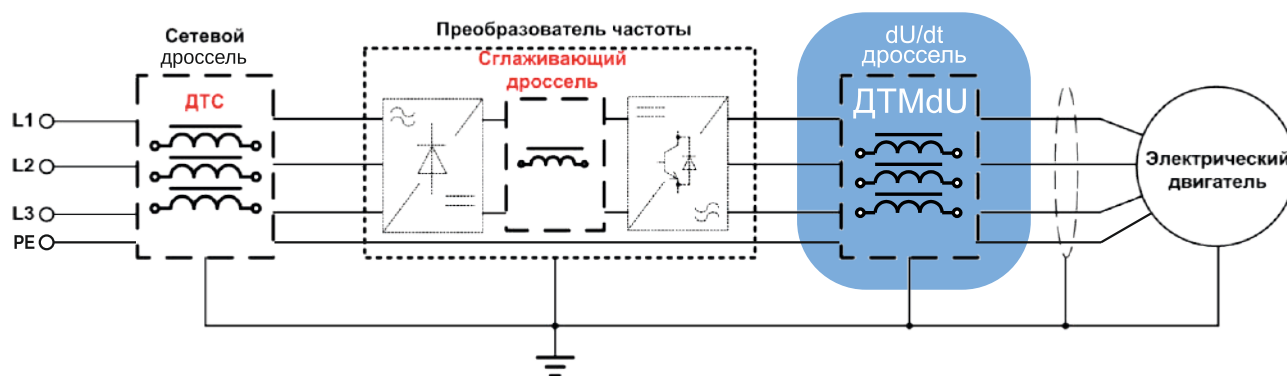 Сетевой
дроссель
ДТС
L1
L2
L3
PE
Преобразователь частоты
Сглаживающий
дроссель
dU/dt
дроссель
ДТМdU
Электрический
двигатель